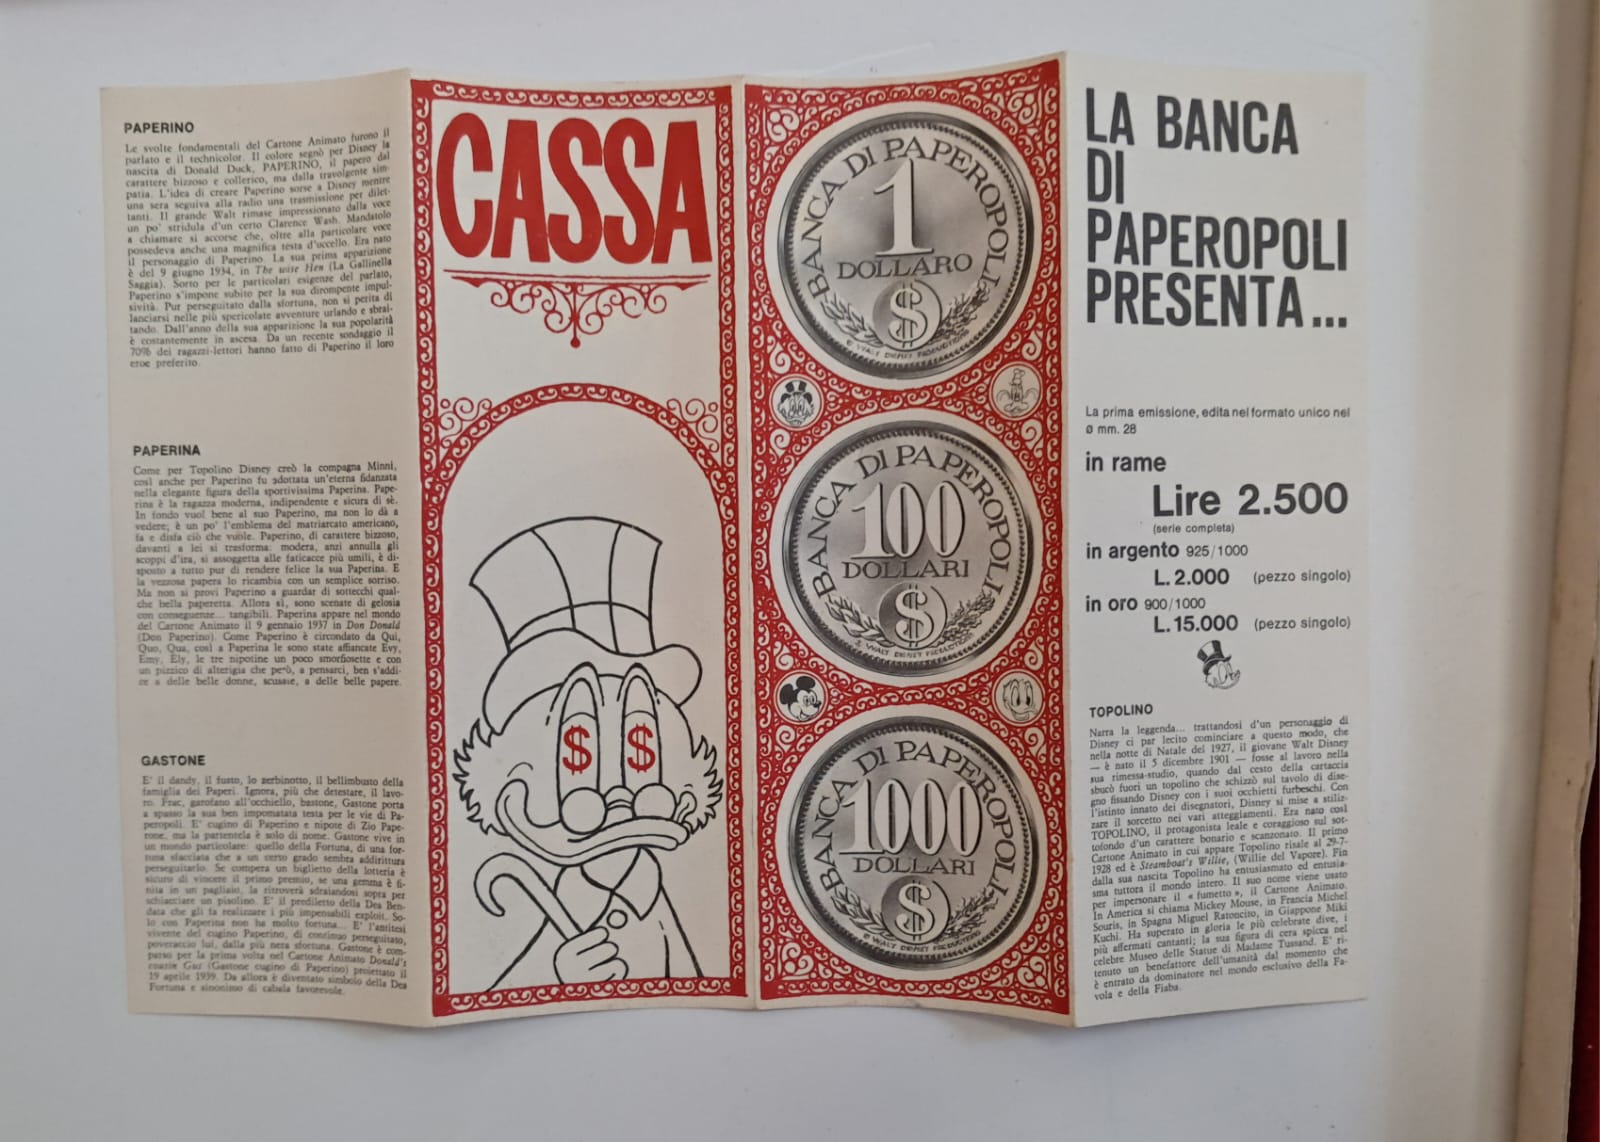 PAPERINO
Le svolte fondamentali del Cartone Animato furono il
parlato e il technicolor. Il colore segnò per Disney la
nascita di Donald Duck, PAPERINO, il papero dal
carattere bizzoso e collerico, ma dalla travolgente sim-
patia. L'idea di creare Paperino sorse a Disney mentre
una sera seguiva alla radio una trasmissione per dilet-
tanti. Il grande Walt rimase impressionato dalla voce
un po' stridula d'un certo Clarence Wash. Mandatolo
a chiamare si accorse che, oltre alla particolare voce
possedeva anche una magnifica testa d'uccello. Era nato
il personaggio di Paperino. La sua prima apparizione
è del 9 giugno 1934, in The wise Hen (La Gallinella
Saggia). Sorto per le particolari esigenze del parlato,
Paperino s'impone subito per la sua dirompente impul-
sività. Pur perseguitato dalla sfortuna, non si perita di
lanciarsi nelle più spericolate avventure urlando e sbrai-
tando. Dall'anno della sua apparizione la sua popolarità
è costantemente in ascesa. Da un recente sondaggio il
70% dei ragazzi-lettori hanno fatto di Paperino il loro
eroe preferito.
PAPERINA
Come per Topolino Disney creò la compagna Minni,
così anche per Paperino fu adottata un'eterna fidanzata
nella elegante figura della sportivissima Paperina. Pape-
rina è la ragazza moderna, indipendente e sicura di sè.
In fondo vuol bene al suo Paperino, ma non lo dà a
vedere; è un po' l'emblema del matriarcato americano,
fa e disfa ciò che vuole. Paperino, di carattere bizzoso,
davanti a lei si trasforma: modera, anzi annulla gli
scoppi d'ira, si assoggetta alle faticacce più umili, è di-
sposto a tutto pur di rendere felice la sua Paperina. E
la vezzosa papera lo ricambia con un semplice sorriso.
Ma non si provi Paperino a guardar di sottecchi qual-
che bella paperetta. Allora sì, sono scenate di gelosia
con conseguenze... tangibili. Paperina appare nel mondo
del Cartone Animato il 9 gennaio 1937 in Don Donald
(Don Paperino). Come Paperino è circondato da Qui,
Quo, Qua, così a Paperina le sono state affiancate Evy,
Emy, Ely, le tre nipotine un poco smorfiosette e con
un pizzico di alterigia che però, a pensarci, ben s'addi-
ce a delle belle donne, scusate, a delle belle papere.
GASTONE
E' il dandy, il fusto, lo zerbinotto, il bellimbusto della
famiglia dei Paperi. Ignora, più che detestare, il lavo-
ro. Frac, garofano all'occhiello, bastone, Gastone porta
a spasso la sua ben impomatata testa per le vie di Pa-
peropoli. E' cugino di Paperino e nipote di Zio Pape-
rone, ma la parentela è solo di nome. Gastone vive in
un mondo particolare: quello della Fortuna, di una for-
tuna sfacciata che a un certo grado sembra addirittura
perseguitarlo. Se compera un biglietto della lotteria è
sicuro di vincere il primo premio, se una gemma è fi-
nita in un pagliaio, la ritroverà sdraiandosi sopra per
schiacciare un pisolino. E' il prediletto della Dea Ben-
data che gli fa realizzare i più impensabili exploit. So-
lo con Paperina non ha molto fortuna... E' l'antitesi
vivente del cugino Paperino, di continuo perseguitato,
poveraccio lui, dalla più nera sfortuna. Gastone è com-
parso per la prima volta nel Cartone Animato Donald's
cousin Gus (Gastone cugino di Paperino) proiettato il
19 aprile 1939. Da allora è diventato simbolo della Dea
Fortuna e sinonimo di cabala favorevole.
CASSA
$ $
BANCA DI PAPEROPOLI
1
DOLLARO
$
© WALT DISNEY PRODUCTIONS
BANCA DI PAPEROPOLI
100
DOLLARI
$
© WALT DISNEY PRODUCTIONS
BANCA DI PAPEROPOLI
1000
DOLLARI
$
© WALT DISNEY PRODUCTIONS
LA BANCA
DI
PAPEROPOLI
PRESENTA...
La prima emissione, edita nel formato unico nel
ø mm. 28
in rame
Lire 2.500
(serie completa)
in argento 925/1000
L. 2.000 (pezzo singolo)
in oro 900/1000
L. 15.000 (pezzo singolo)
TOPOLINO
Narra la leggenda... trattandosi d'un personaggio di
Disney ci par lecito cominciare a questo modo, che
nella notte di Natale del 1927, il giovane Walt Disney
— è nato il 5 dicembre 1901 — fosse al lavoro nella
sua rimessa-studio, quando dal cesto della cartaccia
sbucò fuori un topolino che schizzò sul tavolo di dise-
gno fissando Disney con i suoi occhietti furbeschi. Con
l'istinto innato dei disegnatori, Disney si mise a stiliz-
zare il sorcetto nei vari atteggiamenti. Era nato così
TOPOLINO, il protagonista leale e coraggioso sul sot-
tofondo d'un carattere bonario e scanzonato. Il primo
Cartone Animato in cui appare Topolino risale al 29-7-
1928 ed è Steamboat's Willie, (Willie del Vapore). Fin
dalla sua nascita Topolino ha entusiasmato ed entusia-
sma tuttora il mondo intero. Il suo nome viene usato
per impersonare il « fumetto », il Cartone Animato.
In America si chiama Mickey Mouse, in Francia Michel
Souris, in Spagna Miguel Ratoncito, in Giappone Miki
Kuchi. Ha superato in gloria le più celebrate dive, i
più affermati cantanti; la sua figura di cera spicca nel
celebre Museo delle Statue di Madame Tussand. E' ri-
tenuto un benefattore dell'umanità dal momento che
è entrato da dominatore nel mondo esclusivo della Fa-
vola e della Fiaba.